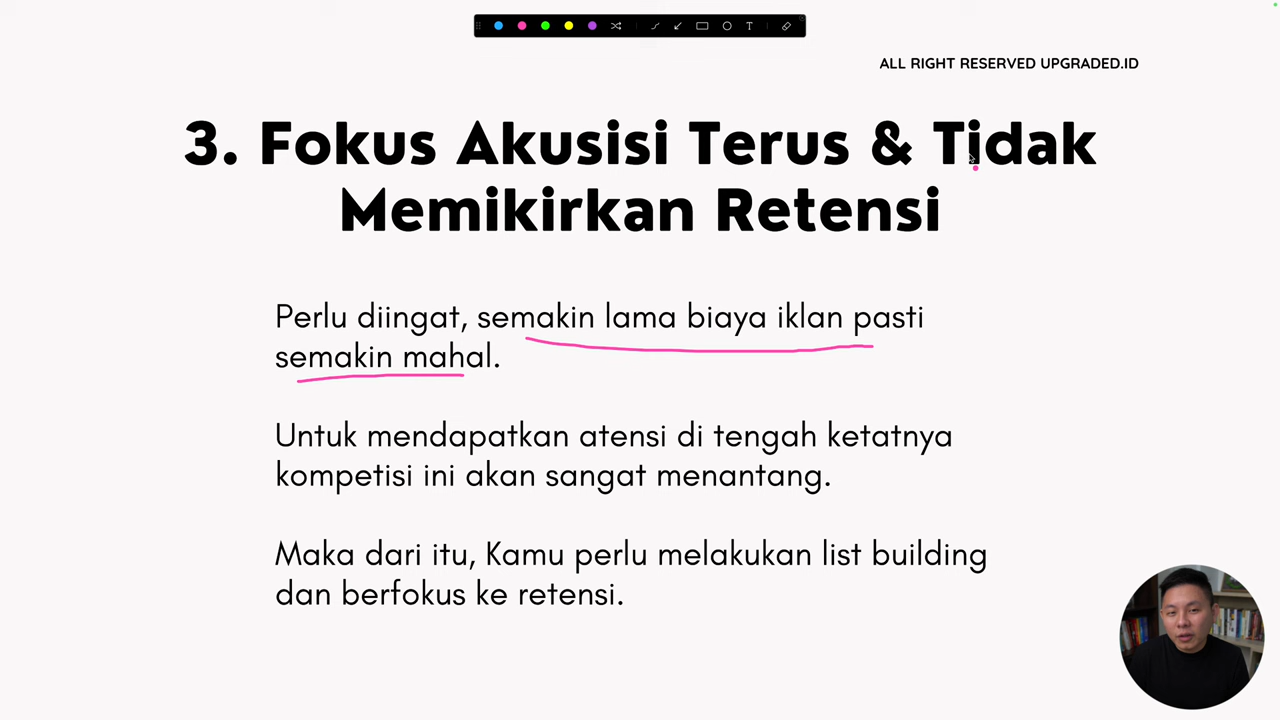 ALL RIGHT RESERVED UPGRADED.ID
3. Fokus Akusisi Terus & Tidak
Memikirkan Retensi
Perlu diingat, semakin lama biaya iklan pasti
semakin mahal.
Untuk mendapatkan atensi di tengah ketatnya
kompetisi ini akan sangat menantang.
Maka dari itu, Kamu perlu melakukan list building
dan berfokus ke retensi.